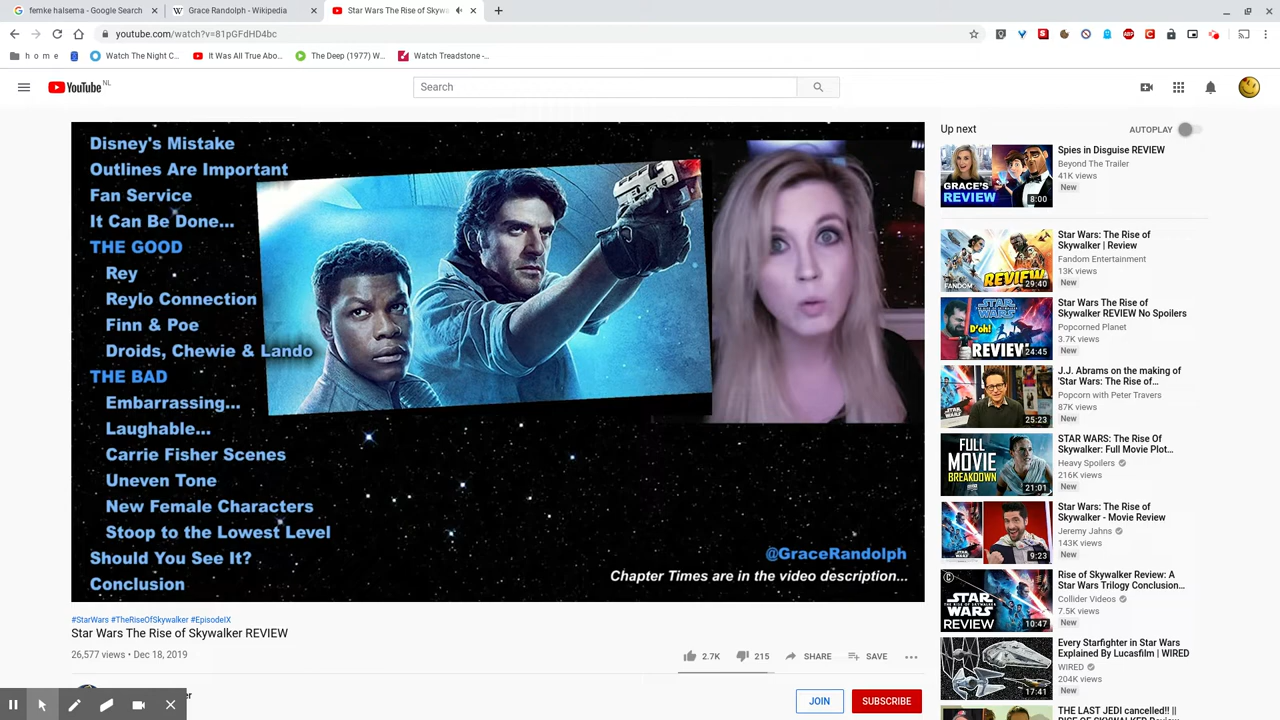 femke halsema - Google Search
Grace Randolph - Wikipedia
Star Wars The Rise of Skyw
youtube.com/watch?v=81pGFdHD4bc
h o m e
Watch The Night C...
It Was All True Abo...
The Deep (1977) W...
Watch Treadstone -...
YouTube NL
Search
Disney's Mistake
Outlines Are Important
Fan Service
It Can Be Done...
THE GOOD
Rey
Reylo Connection
Finn & Poe
Droids, Chewie & Lando
THE BAD
Embarrassing...
Laughable...
Carrie Fisher Scenes
Uneven Tone
New Female Characters
Stoop to the Lowest Level
Should You See It?
Conclusion
@GraceRandolph
Chapter Times are in the video description...
#StarWars #TheRiseOfSkywalker #EpisodeIX
Star Wars The Rise of Skywalker REVIEW
26,577 views • Dec 18, 2019
2.7K
215
SHARE
SAVE
JOIN
SUBSCRIBE
Up next
AUTOPLAY
GRACE'S
REVIEW
8:00
Spies in Disguise REVIEW
Beyond The Trailer
41K views
New
FANDOM
REVIEW
29:40
Star Wars: The Rise of
Skywalker | Review
Fandom Entertainment
13K views
New
STAR WARS
D'oh!
REVIEW
24:45
Star Wars The Rise of
Skywalker REVIEW No Spoilers
Popcorned Planet
3.7K views
New
25:23
J.J. Abrams on the making of
'Star Wars: The Rise of...
Popcorn with Peter Travers
87K views
New
FULL
MOVIE
BREAKDOWN
21:01
STAR WARS: The Rise Of
Skywalker: Full Movie Plot...
Heavy Spoilers
216K views
New
9:23
Star Wars: The Rise of
Skywalker - Movie Review
Jeremy Jahns
143K views
New
STAR
WARS
REVIEW
10:47
Rise of Skywalker Review: A
Star Wars Trilogy Conclusion...
Collider Videos
7.5K views
New
17:41
Every Starfighter in Star Wars
Explained By Lucasfilm | WIRED
WIRED
204K views
New
THE LAST JEDI cancelled!! ||